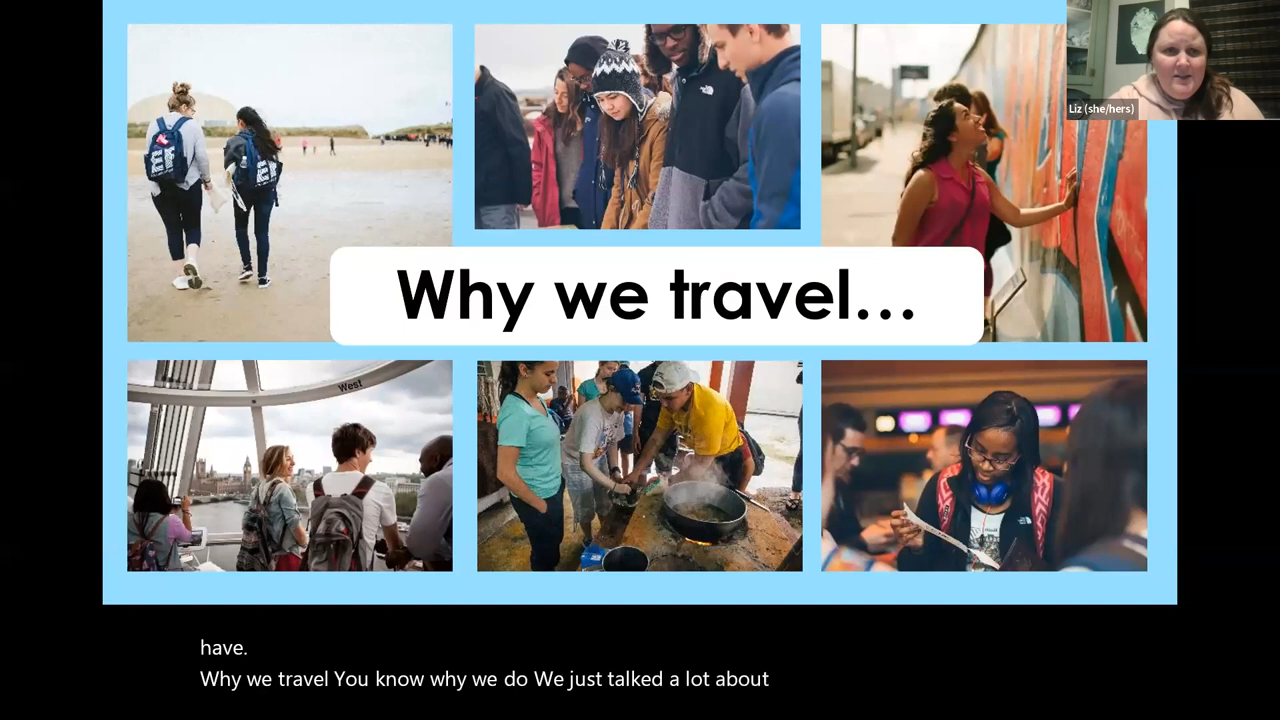 Liz (she/hers)
Why we travel...
West
have.
Why we travel You know why we do We just talked a lot about